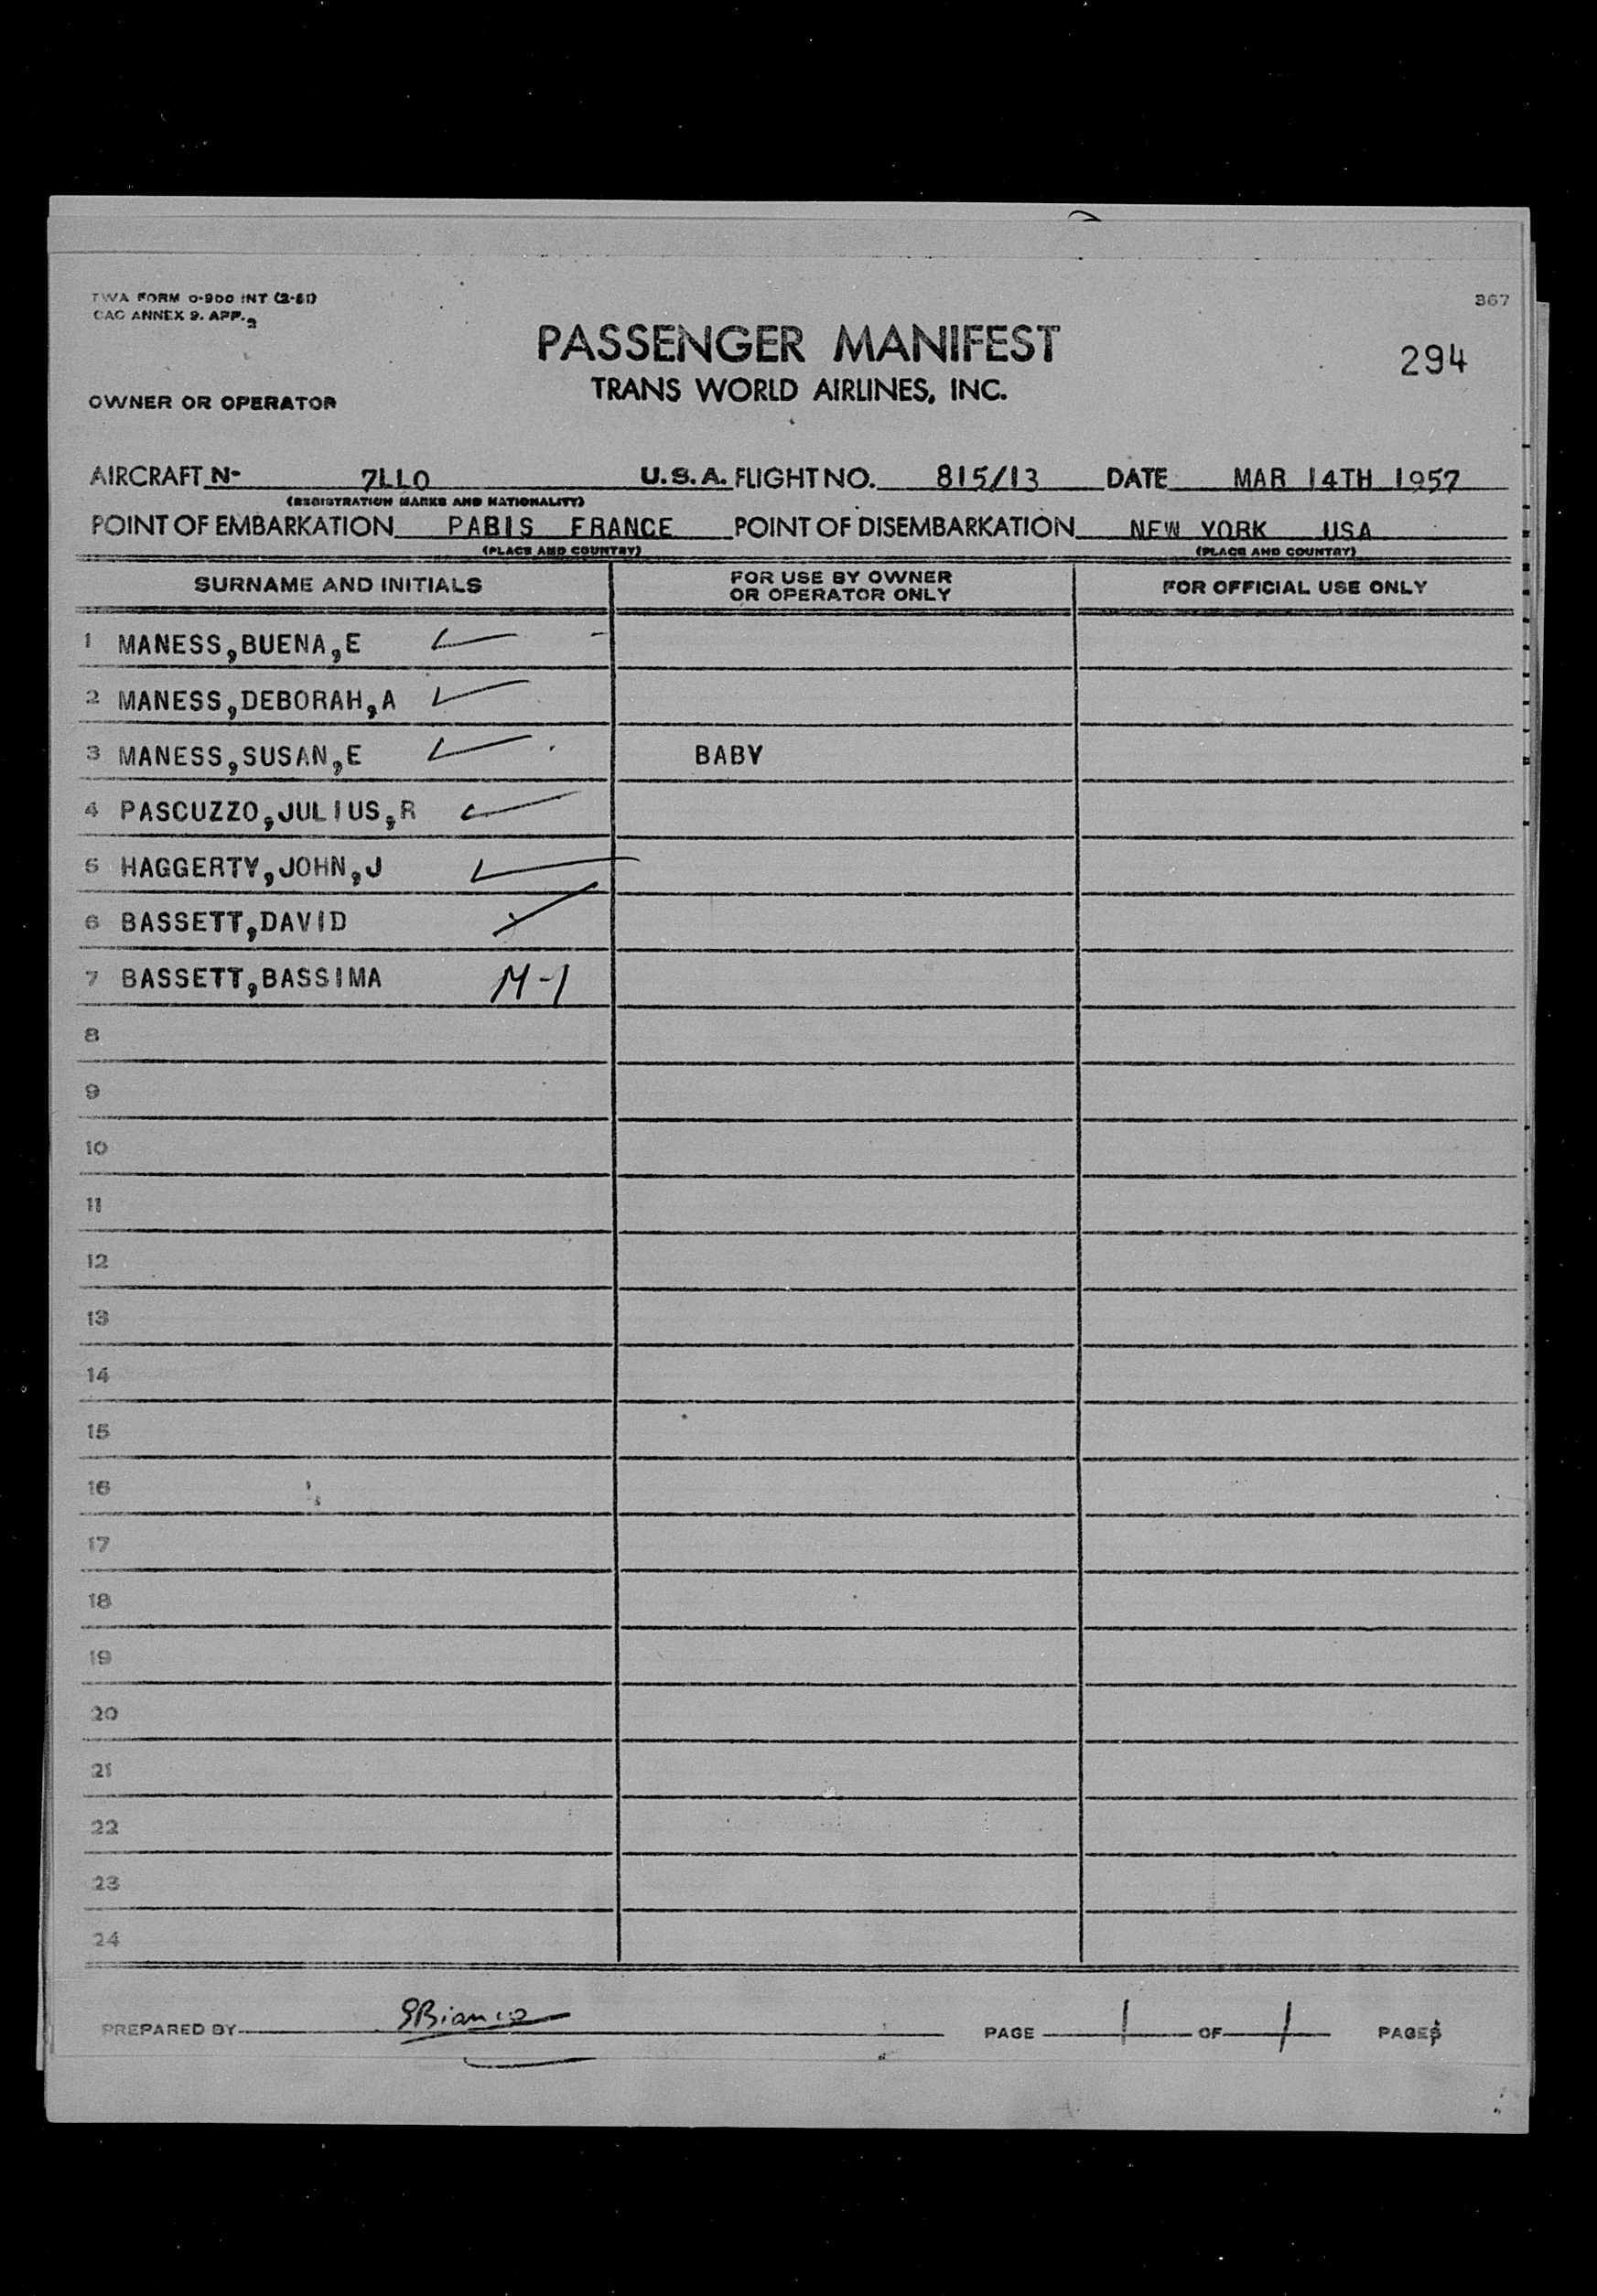 TWA FORM 0-900 INT (2-51)
CAO ANNEX 9. APP. 2
367
PASSENGER MANIFEST
294
TRANS WORLD AIRLINES, INC.
OWNER OR OPERATOR
AIRCRAFT N- 7LL0 U.S.A. FLIGHT NO. 815/13 DATE MAR 14TH 1957
(REGISTRATION MARKS AND NATIONALITY)
POINT OF EMBARKATION PARIS FRANCE POINT OF DISEMBARKATION NEW YORK USA
(PLACE AND COUNTRY) (PLACE AND COUNTRY)
SURNAME AND INITIALS FOR USE BY OWNER OR OPERATOR ONLY FOR OFFICIAL USE ONLY
1 MANESS,BUENA,E
2 MANESS,DEBORAH,A
3 MANESS,SUSAN,E BABY
4 PASCUZZO,JULIUS,R
5 HAGGERTY,JOHN,J
6 BASSETT,DAVID
7 BASSETT,BASSIMA M-1
8
9
10
11
12
13
14
15
16
17
18
19
20
21
22
23
24
PREPARED BY GBianco PAGE 1 OF 1 PAGES